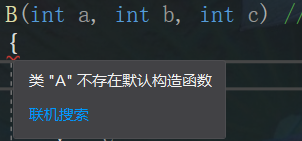 B(int a, int b, int c) //
{
类 "A" 不存在默认构造函数
联机搜索